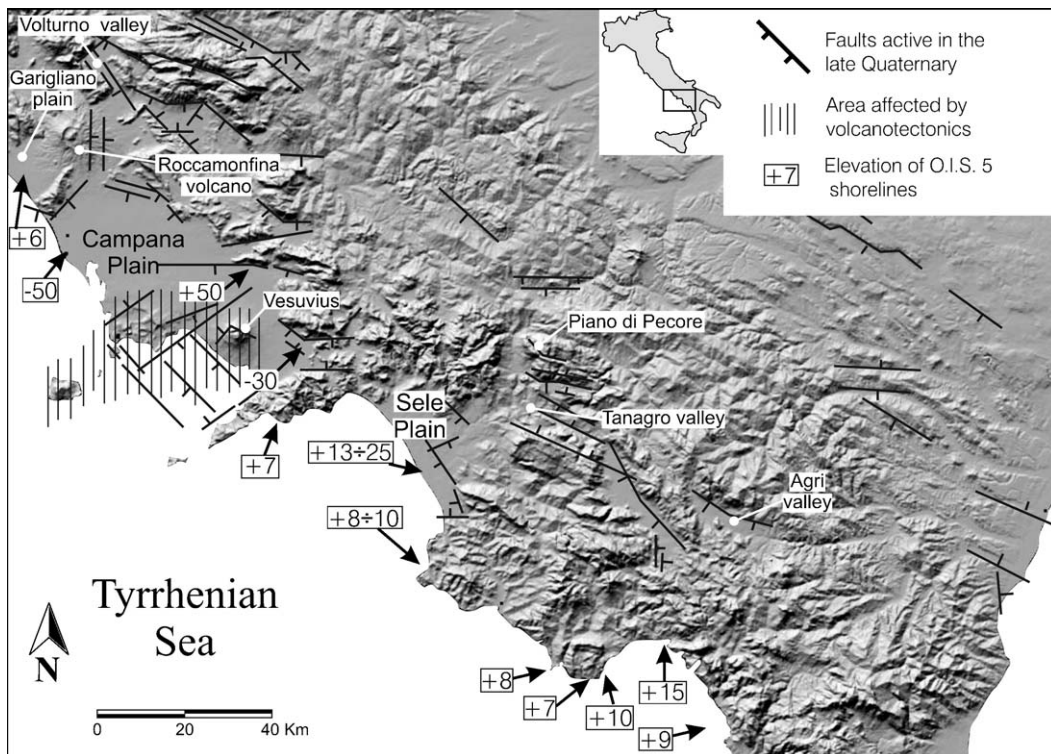 Volturno valley
Garigliano
plain
Roccamonfina
volcano
+6
Campana
Plain
-50
+50
Vesuvius
-30
+7
Sele
Plain
+13÷25
+8÷10
Piano di Pecore
Tanagro valley
Agri
valley
Tyrrhenian
Sea
N
0 20 40 Km
+8
+7
+10
+15
+9
Faults active in the
late Quaternary
Area affected by
volcanotectonics
+7
Elevation of O.I.S. 5
shorelines